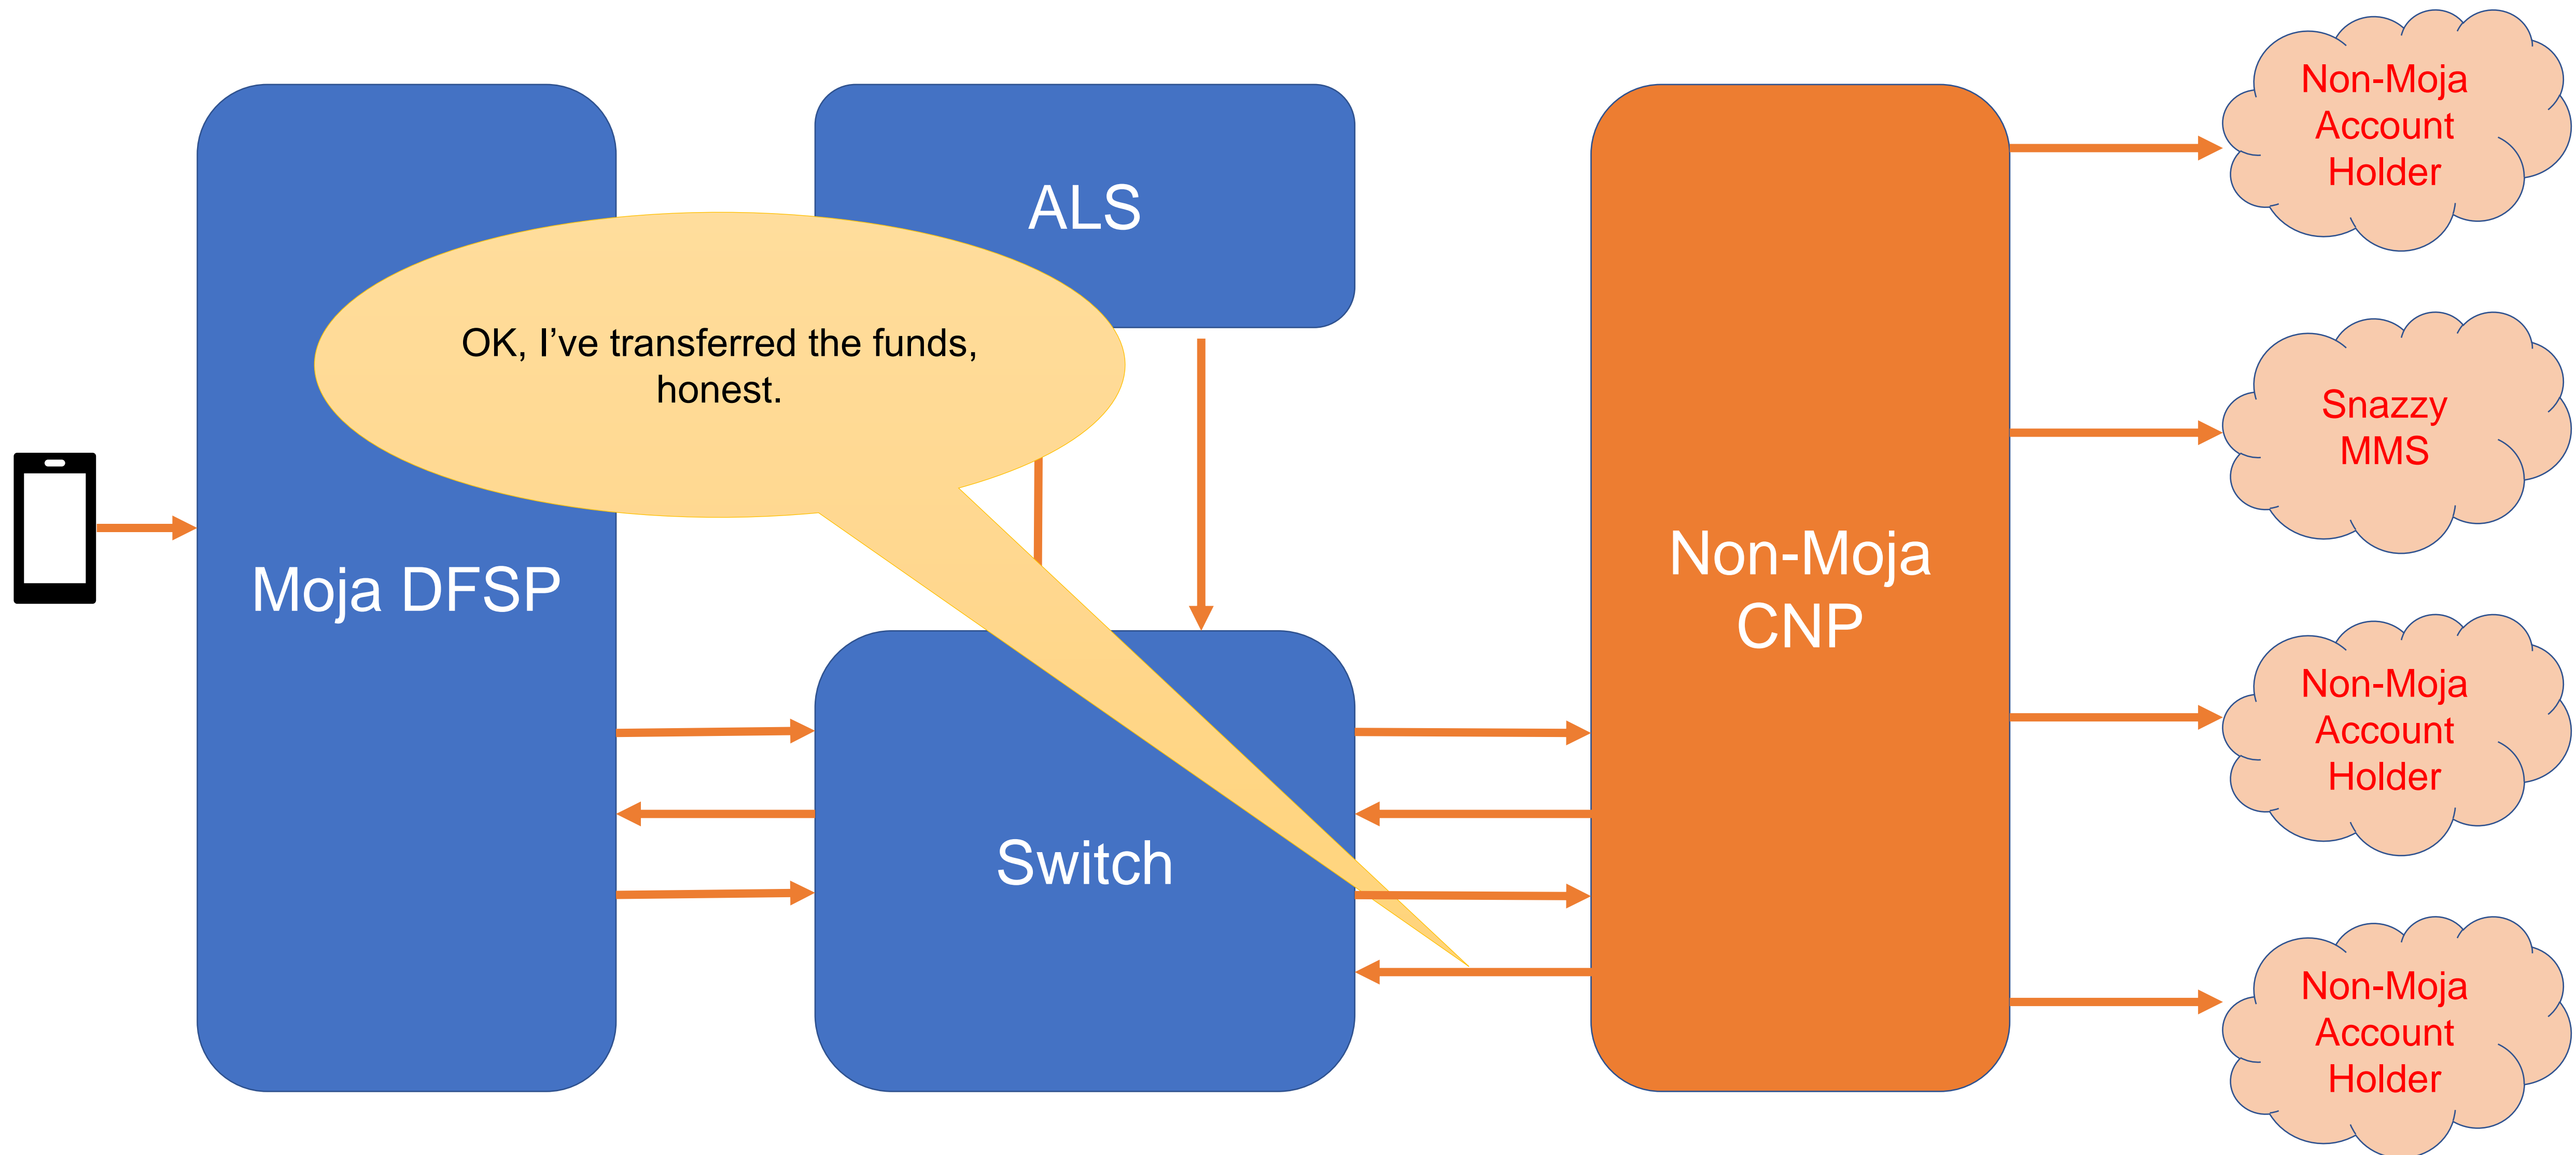 Moja DFSP
ALS
OK, I’ve transferred the funds,
honest.
Switch
Non-Moja
CNP
Non-Moja
Account
Holder
Snazzy
MMS
Non-Moja
Account
Holder
Non-Moja
Account
Holder